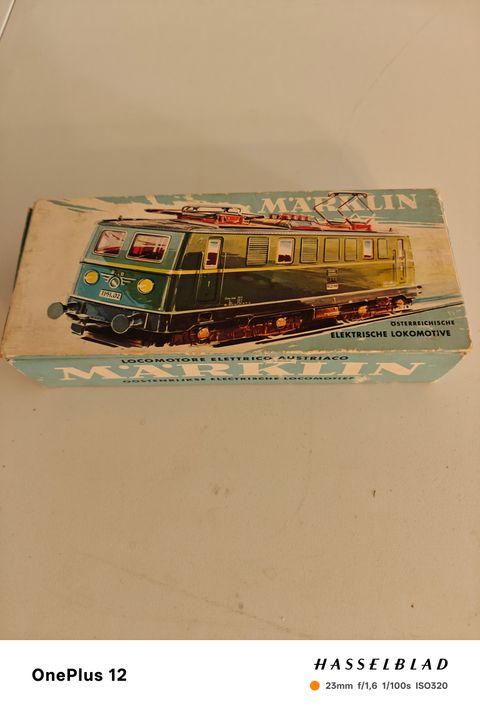 MÄRKLIN
1141.02
ÖSTERREICHISCHE
ELEKTRISCHE LOKOMOTIVE
LOCOMOTORE ELETTRICO AUSTRIACO
MÄRKLIN
OOSTENRIJKSE ELECTRISCHE LOCOMOTIEF
OnePlus 12
HASSELBLAD
23mm f/1,6 1/100s ISO320